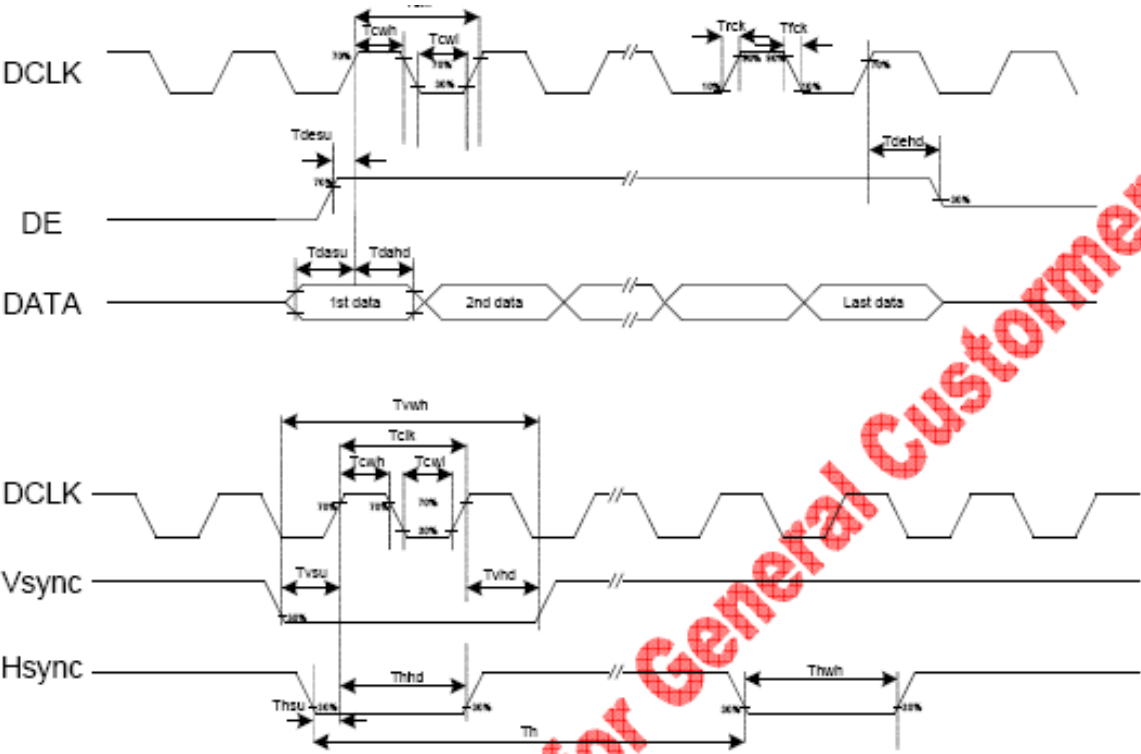 Tcwh
Tcwl
Trck
Tfck
70%
70%
30%
10%
90%
90%
70%
DCLK
Tdesu
Tdehd
70%
30%
DE
Tdasu
Tdahd
DATA
1st data
2nd data
Last data
Tvwh
Tclk
Tcwh
Tcwl
DCLK
70%
70%
70%
30%
Vsync
Tvsu
Tvhd
30%
Hsync
Thhd
Thwh
Thsu
30%
30%
30%
30%
Th
for General Custormer